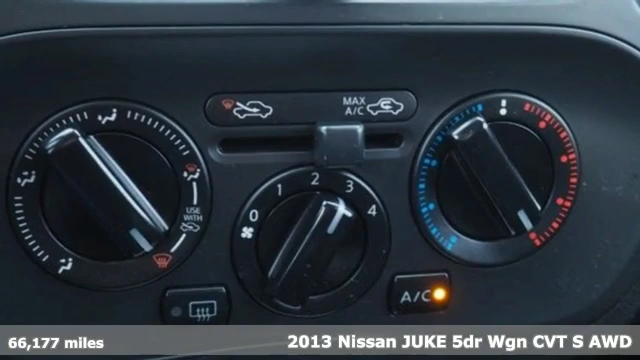 MAX
A/C
0 1 2 3 4
USE
WITH
A/C
66,177 miles
2013 Nissan JUKE 5dr Wgn CVT S AWD